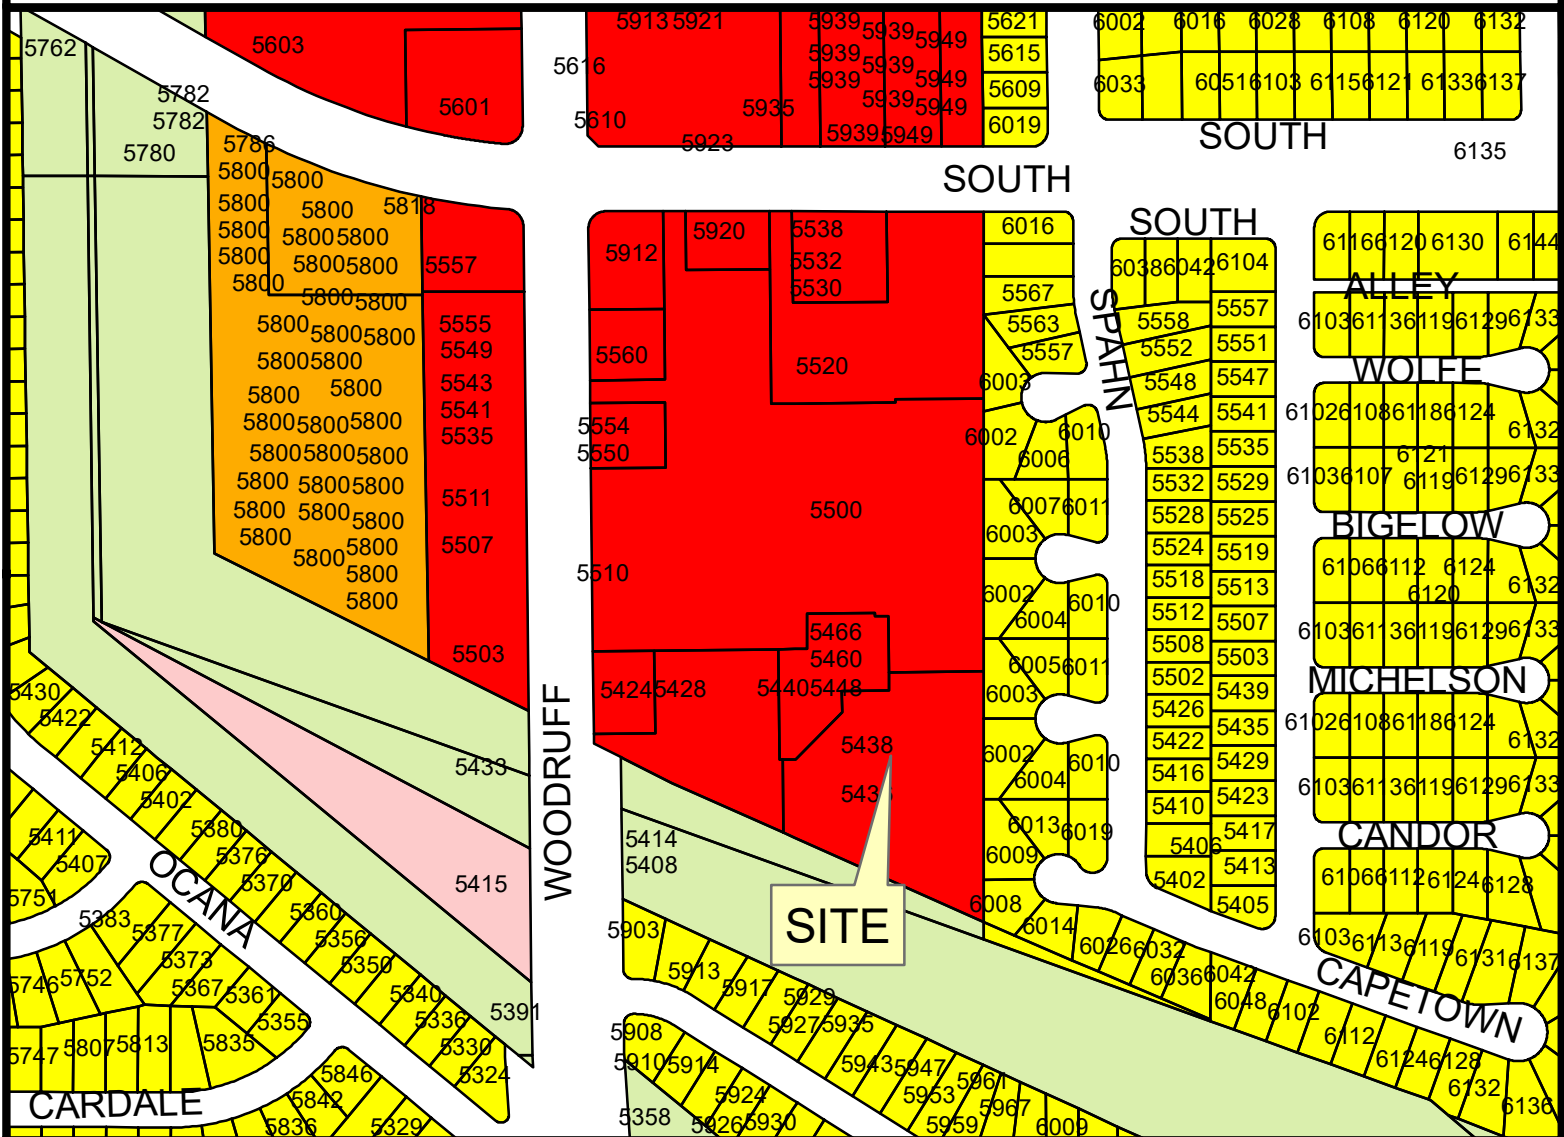 5913 5921 5939 5939 5949 5621 6002 6016 6028 6108 6120 6132
5762 5603 5616 5939 5939 5949 5615
5601 5935 5939 5939 5949 5609 6033 6051 6103 6115 6121 6133 6137
5782
5782 5610 5923 5939 5949 6019
5780 5786 SOUTH 6135
5800 5800 SOUTH
5800 5800 5818 SOUTH
5800 5800 5800 5912 5920 5538 6016 6116 6120 6130 6144
5800 5800 5800 5557 5532 6038 6042 6104
5800 5800 5800 5530 5567 ALLEY
5800 5800 5800 5555 5563 SPAHN 5558 5557 6103 6113 6119 6129 6133
5800 5800 5549 5560 5520 5557 5552 5551
5800 5800 5543 6003 5548 5547 WOLFE
5800 5800 5800 5541 5554 5544 5541 6102 6108 6118 6124
5800 5800 5800 5535 5550 6002 6006 6010 5538 5535 6121 6132
5800 5800 5800 5511 5500 6007 6011 5532 5529 6103 6107 6119 6129 6133
5800 5800 5800 6003 5528 5525 BIGELOW
5800 5800 5800 5507 5524 5519
5800 5510 6002 6010 5518 5513 6106 6112 6124 6132
5800 6004 5512 5507 6120
5503 5466 5508 5503 6103 6113 6119 6129 6133
5460 6005 6011
5430 5424 5428 5440 5448 6003 5502 5439 MICHELSON
5422 5426 5435 6102 6108 6118 6124
5412 WOODRUFF 5438 6002 5422 6132
5406 5433 6004 6010 5416 5429 6103 6113 6119 6129 6133
5402 5410 5423
5411 5380 5414 6013 6019 5406 5417 CANDOR
5407 5376 5408 6009 5413
5751 OCANA 5370 5415 6008 5402 5405 6106 6112 6124 6128
5383 5360 5903 SITE 6014
5377 5356 6026 6032 6103 6113 6119 6131 6137
5373 5350 5913 6036 6042
5746 5752 5367 5361 5340 5391 5917 5929 6048 6102 CAPETOWN
5355 5336 5908 5927 5935 6112
5747 5807 5813 5835 5330 5910 5914 5943 5947 6124 6128
5846 5324 5924 5953 5961 6132
CARDALE 5842 5358 5926 5930 5967 6136
5836 5329 5959 6009